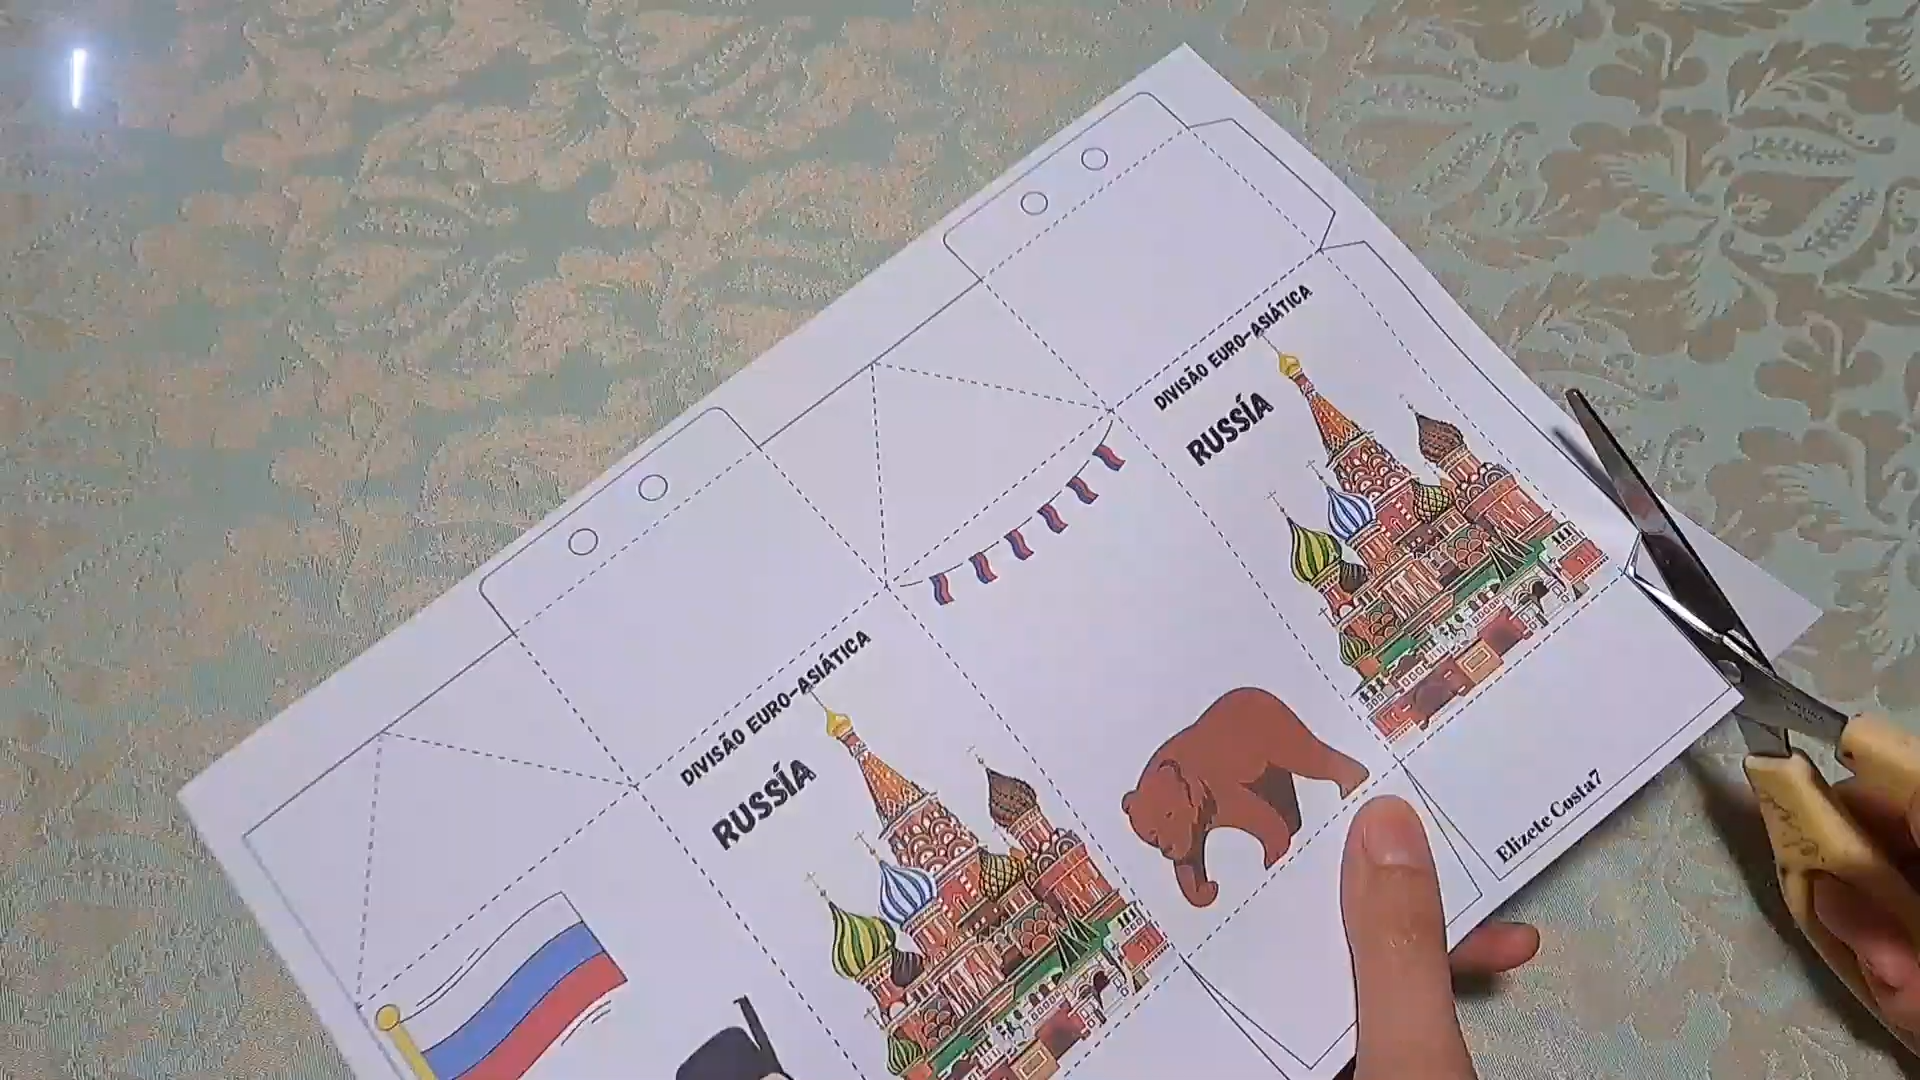 DIVISÃO EURO-ASIÁTICA
RUSSÍA
DIVISÃO EURO-ASIÁTICA
RUSSÍA
Elizete Costa7